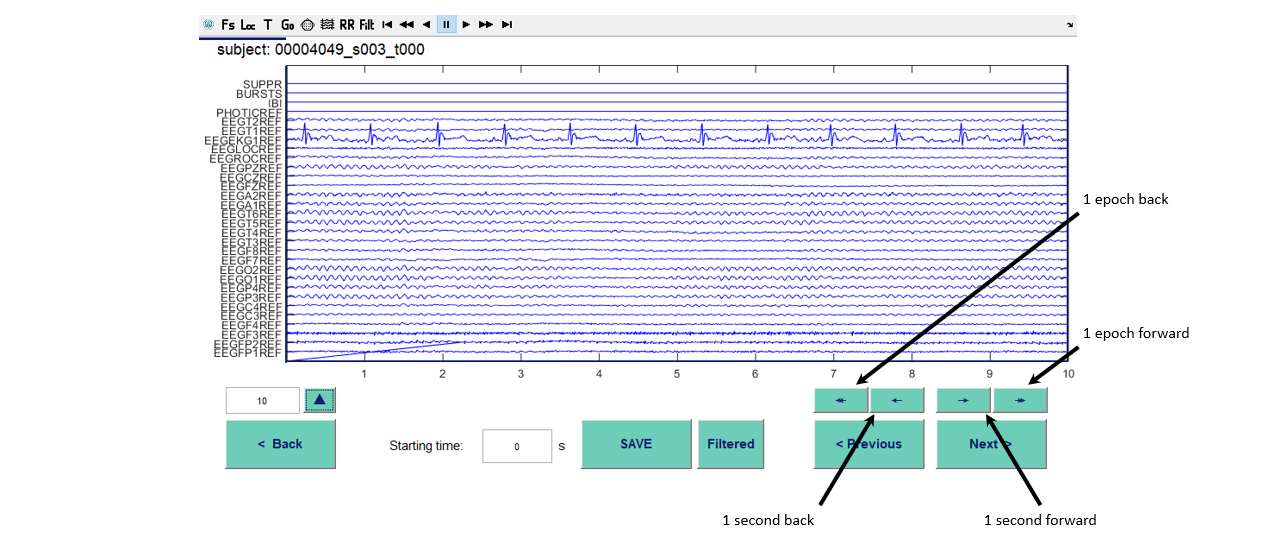 Fs Loc T Go RR Filt
subject: 00004049_s003_t000
SUPPR
BURSTS
IBI
PHOTICREF
EEGT2REF
EEGT1REF
EEGEKG1REF
EEGLOCREF
EEGROCREF
EEGPZREF
EEGCZREF
EEGFZREF
EEGA2REF
EEGA1REF
EEGT6REF
EEGT5REF
EEGT4REF
EEGT3REF
EEGF8REF
EEGF7REF
EEGO2REF
EEGO1REF
EEGP4REF
EEGP3REF
EEGC4REF
EEGC3REF
EEGF4REF
EEGF3REF
EEGFP2REF
EEGFP1REF
1 2 3 4 5 6 7 8 9 10
1 epoch back
1 epoch forward
10
< Back
Starting time: 0 s
SAVE
Filtered
< Previous
Next >
1 second back
1 second forward